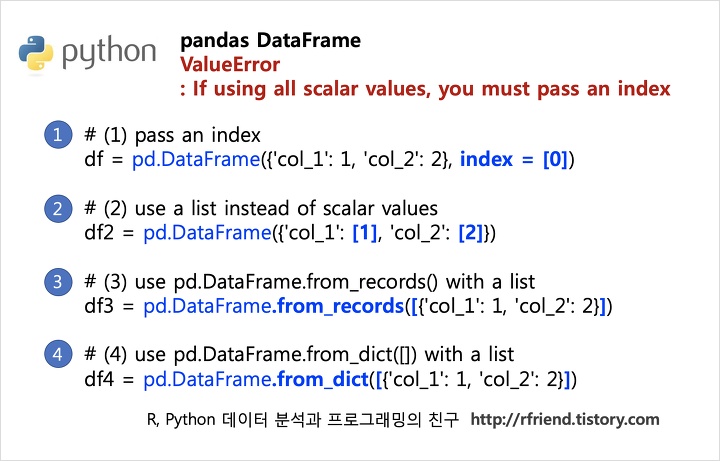 python
pandas DataFrame
ValueError
: If using all scalar values, you must pass an index
1
# (1) pass an index
df = pd.DataFrame({'col_1': 1, 'col_2': 2}, index = [0])
2
# (2) use a list instead of scalar values
df2 = pd.DataFrame({'col_1': [1], 'col_2': [2]})
3
# (3) use pd.DataFrame.from_records() with a list
df3 = pd.DataFrame.from_records([{'col_1': 1, 'col_2': 2}])
4
# (4) use pd.DataFrame.from_dict([]) with a list
df4 = pd.DataFrame.from_dict([{'col_1': 1, 'col_2': 2}])
R, Python 데이터 분석과 프로그래밍의 친구 http://rfriend.tistory.com